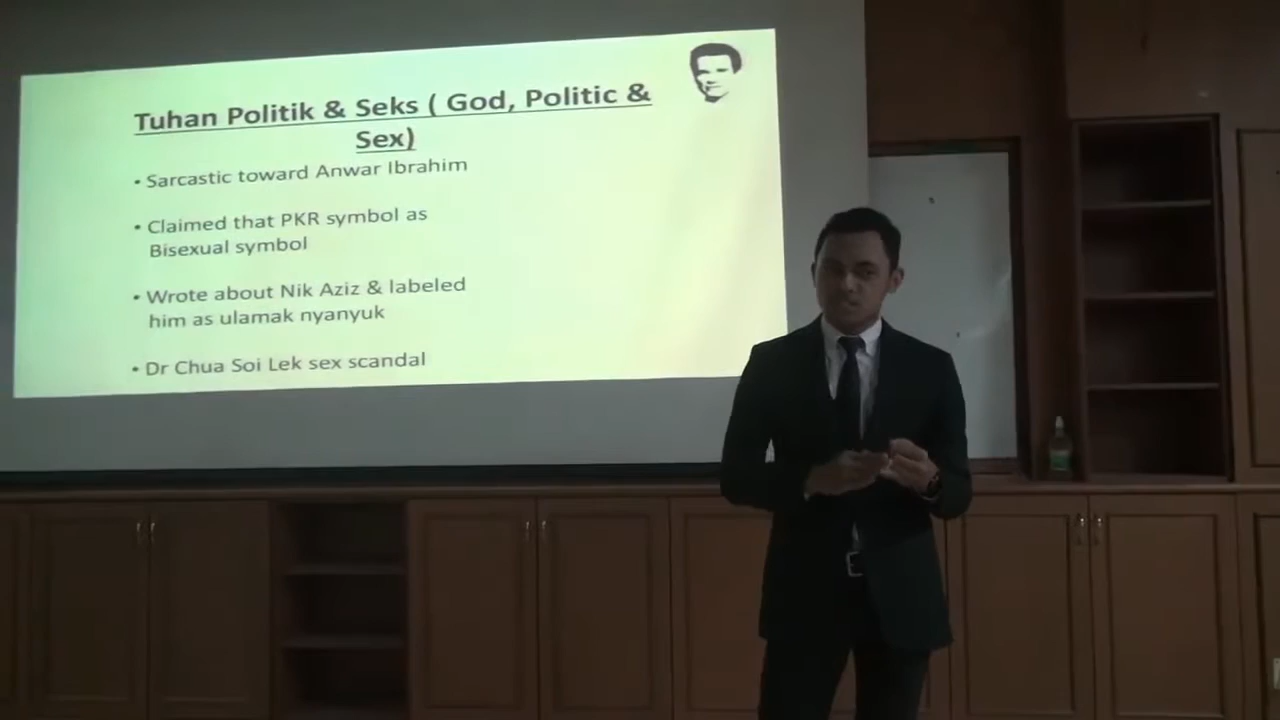 Tuhan Politik & Seks ( God, Politic &
Sex)
• Sarcastic toward Anwar Ibrahim
• Claimed that PKR symbol as
Bisexual symbol
• Wrote about Nik Aziz & labeled
him as ulamak nyanyuk
• Dr Chua Soi Lek sex scandal